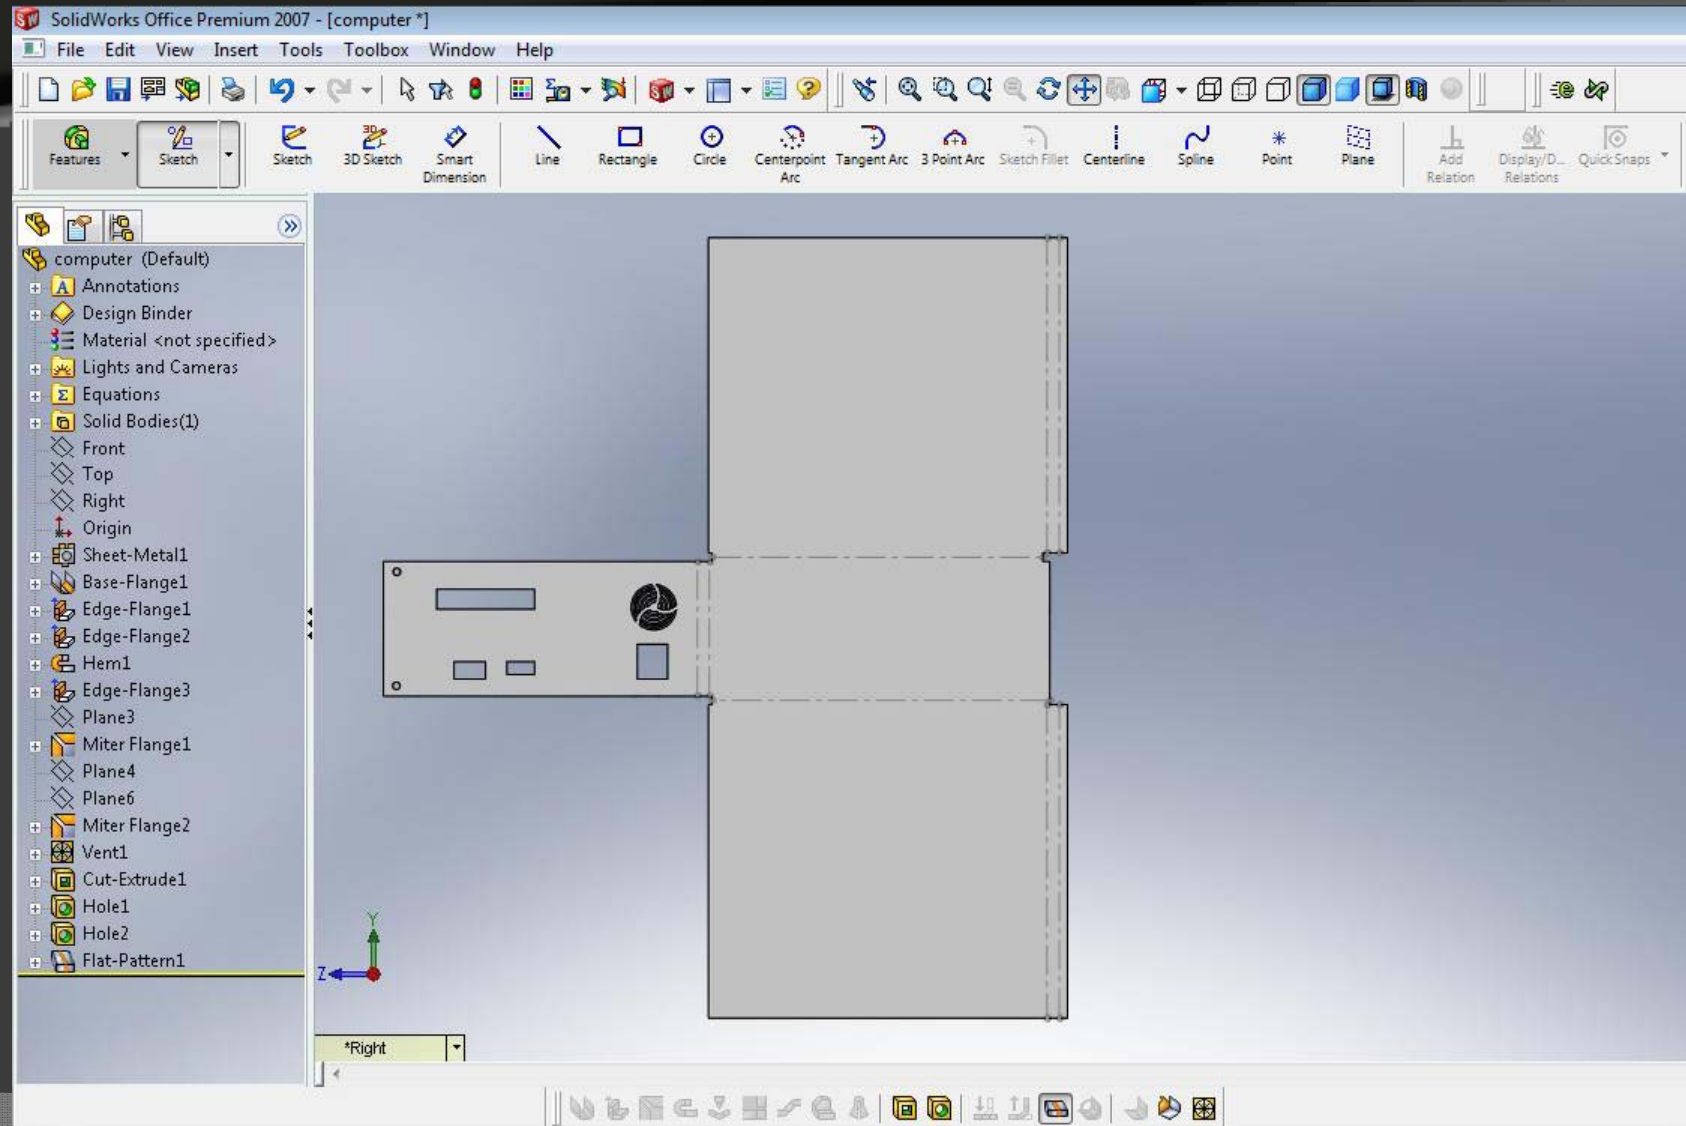 SolidWorks Office Premium 2007 - [computer *]
File Edit View Insert Tools Toolbox Window Help
Features Sketch Sketch 3D Sketch Smart Dimension Line Rectangle Circle Centerpoint Arc Tangent Arc 3 Point Arc Sketch Fillet Centerline Spline Point Plane Add Relation Display/D... Relations Quick Snaps
computer (Default)
Annotations
Design Binder
Material <not specified>
Lights and Cameras
Equations
Solid Bodies(1)
Front
Top
Right
Origin
Sheet-Metal1
Base-Flange1
Edge-Flange1
Edge-Flange2
Hem1
Edge-Flange3
Plane3
Miter Flange1
Plane4
Plane6
Miter Flange2
Vent1
Cut-Extrude1
Hole1
Hole2
Flat-Pattern1
Y
Z
*Right